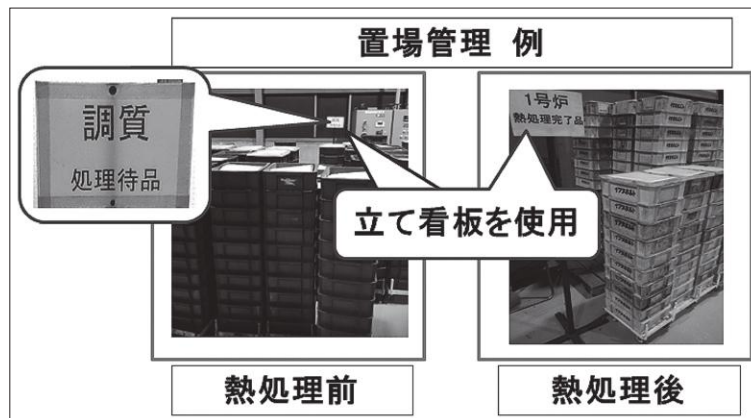 置場管理 例
調質
処理待品
1号炉
熱処理完了品
立て看板を使用
熱処理前
熱処理後